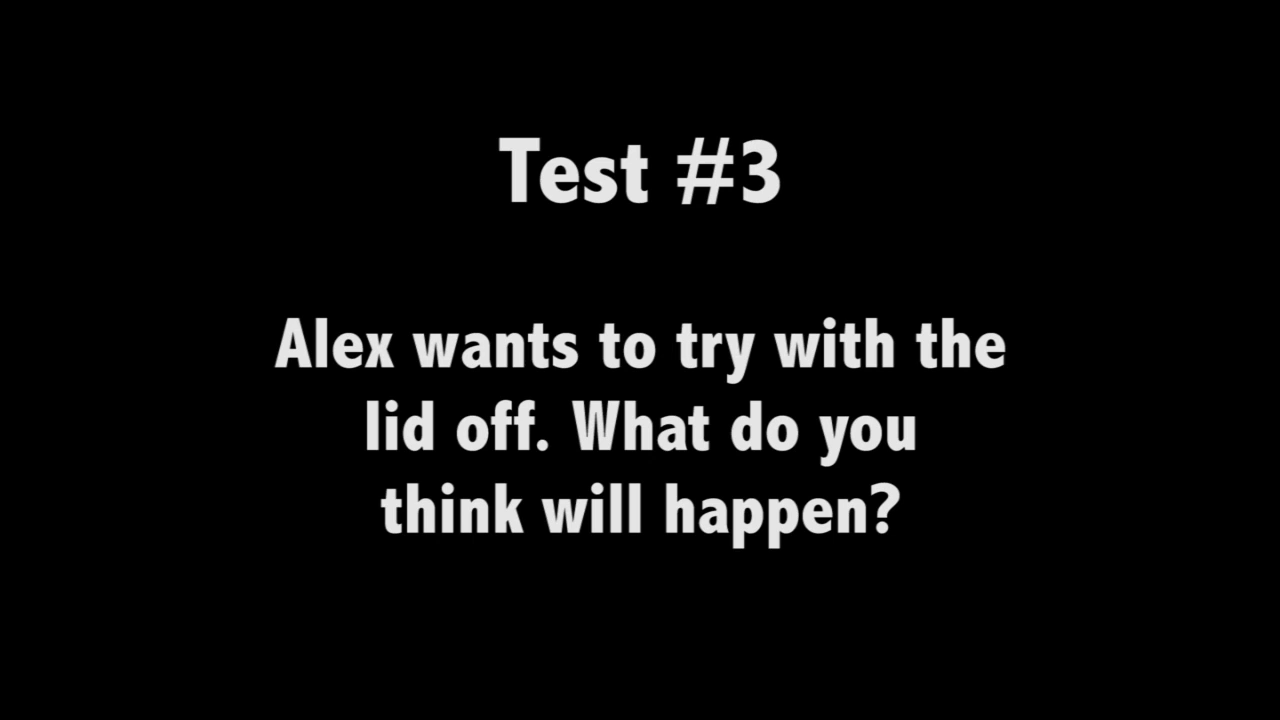 Test #3
Alex wants to try with the
lid off. What do you
think will happen?